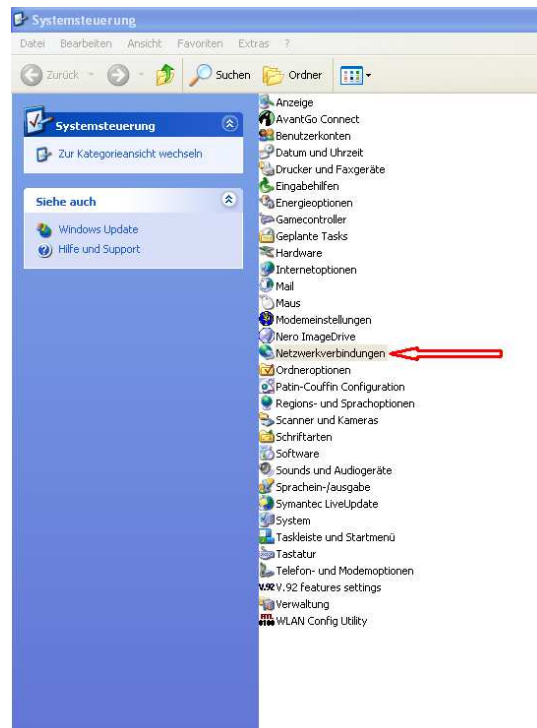 Systemsteuerung
Datei Bearbeiten Ansicht Favoriten Extras ?
Zurück Suchen Ordner
Systemsteuerung
Zur Kategorieansicht wechseln
Siehe auch
Windows Update
Hilfe und Support
Anzeige
AvantGo Connect
Benutzerkonten
Datum und Uhrzeit
Drucker und Faxgeräte
Eingabehilfen
Energieoptionen
Gamecontroller
Geplante Tasks
Hardware
Internetoptionen
Mail
Maus
Modemeinstellungen
Nero ImageDrive
Netzwerkverbindungen
Ordneroptionen
Patin-Couffin Configuration
Regions- und Sprachoptionen
Scanner und Kameras
Schriftarten
Software
Sounds und Audiogeräte
Sprachein-/ausgabe
Symantec LiveUpdate
System
Taskleiste und Startmenü
Tastatur
Telefon- und Modemoptionen
V.92 V.92 features settings
Verwaltung
WLAN Config Utility